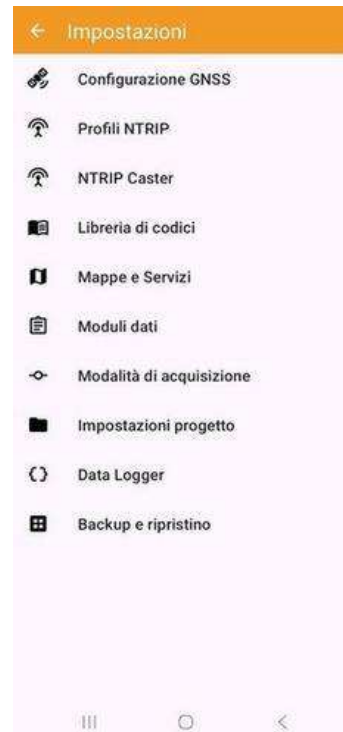 Impostazioni
Configurazione GNSS
Profili NTRIP
NTRIP Caster
Libreria di codici
Mappe e Servizi
Moduli dati
Modalità di acquisizione
Impostazioni progetto
Data Logger
Backup e ripristino